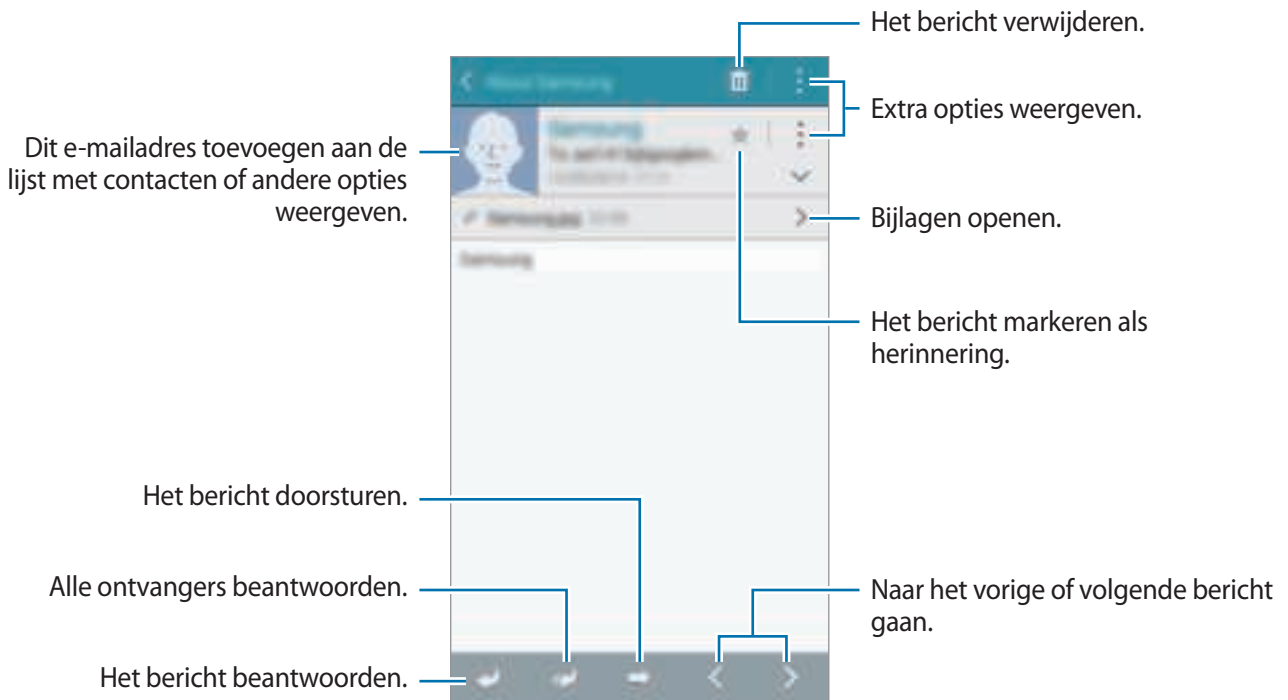 Het bericht verwijderen.
Extra opties weergeven.
Dit e-mailadres toevoegen aan de
lijst met contacten of andere opties
weergeven.
Samsung
Bijlagen openen.
Het bericht markeren als
herinnering.
Het bericht doorsturen.
Alle ontvangers beantwoorden.
Naar het vorige of volgende bericht
gaan.
Het bericht beantwoorden.